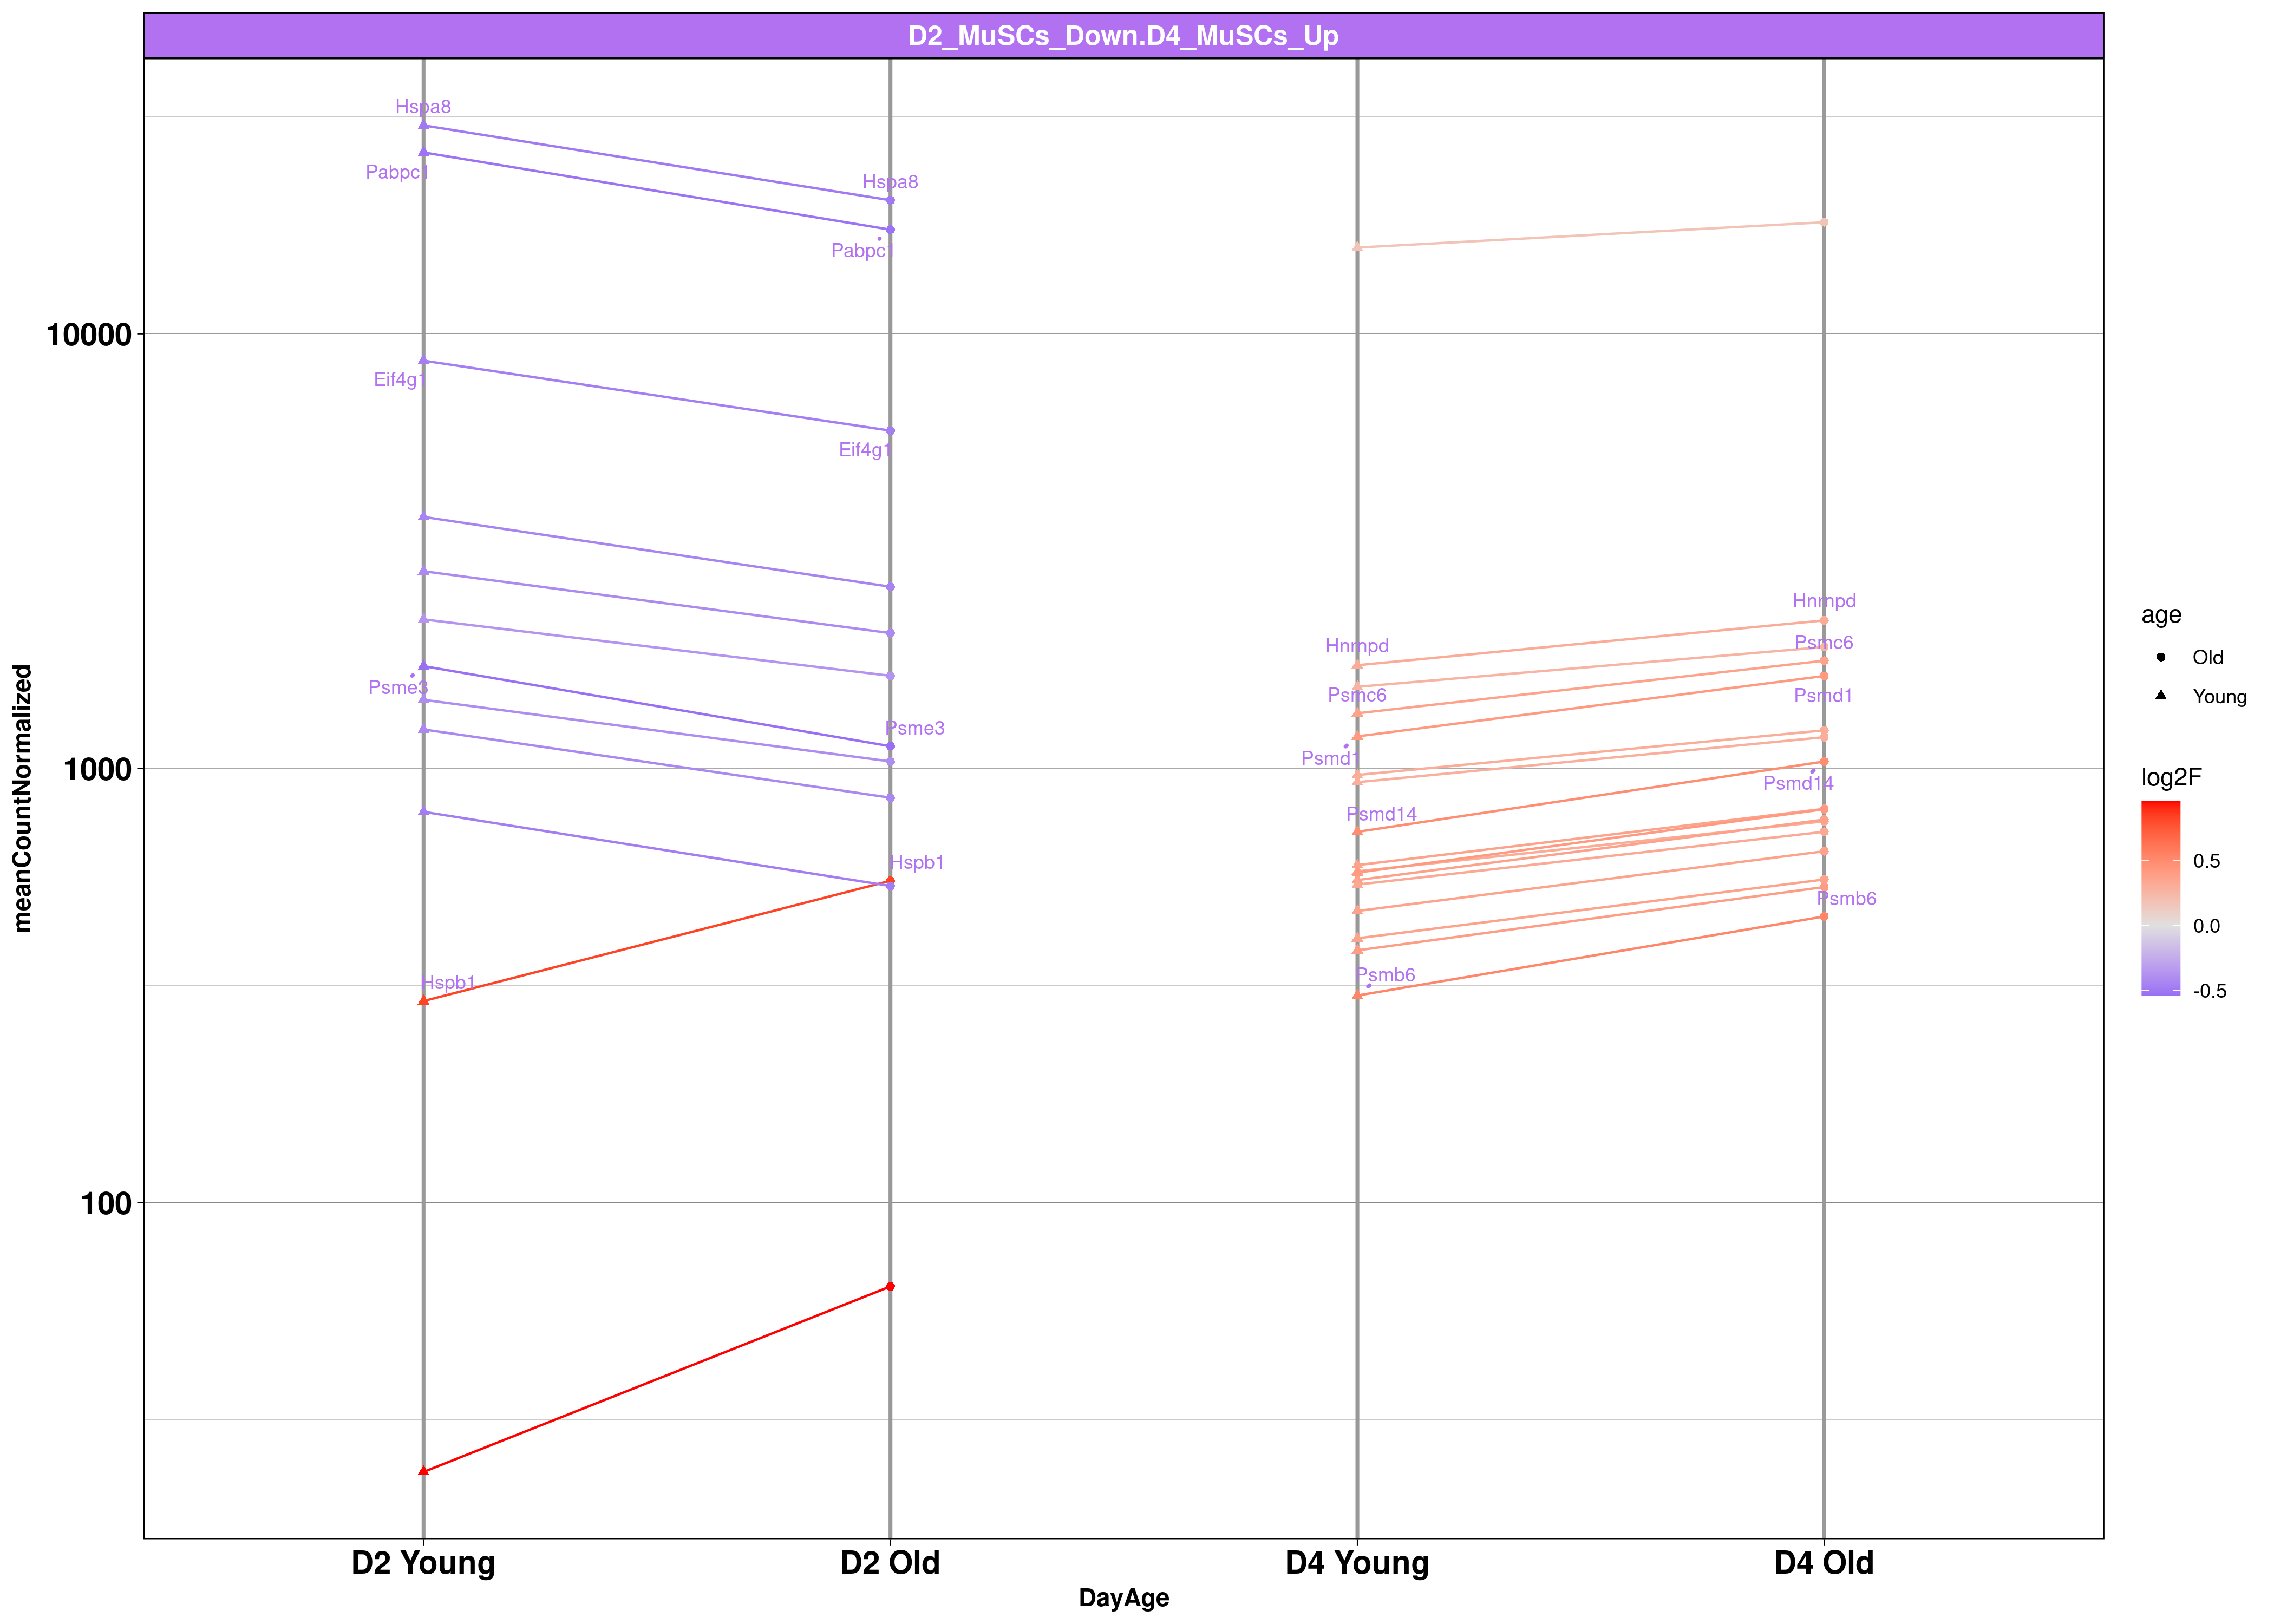 D2_MuSCs_Down.D4_MuSCs_Up
Hspa8
Pabpc1
Hspa8
Pabpc1
10000
Eif4g1
Eif4g1
Hnrnpd
Hnrnpd
Psmc6
Psme3
Psmc6
Psmd1
Psme3
Psmd1
1000
Psmd14
Psmd14
Hspb1
Psmb6
Hspb1
Psmb6
100
meanCountNormalized
D2 Young
D2 Old
D4 Young
D4 Old
DayAge
age
Old
Young
log2F
0.5
0.0
-0.5